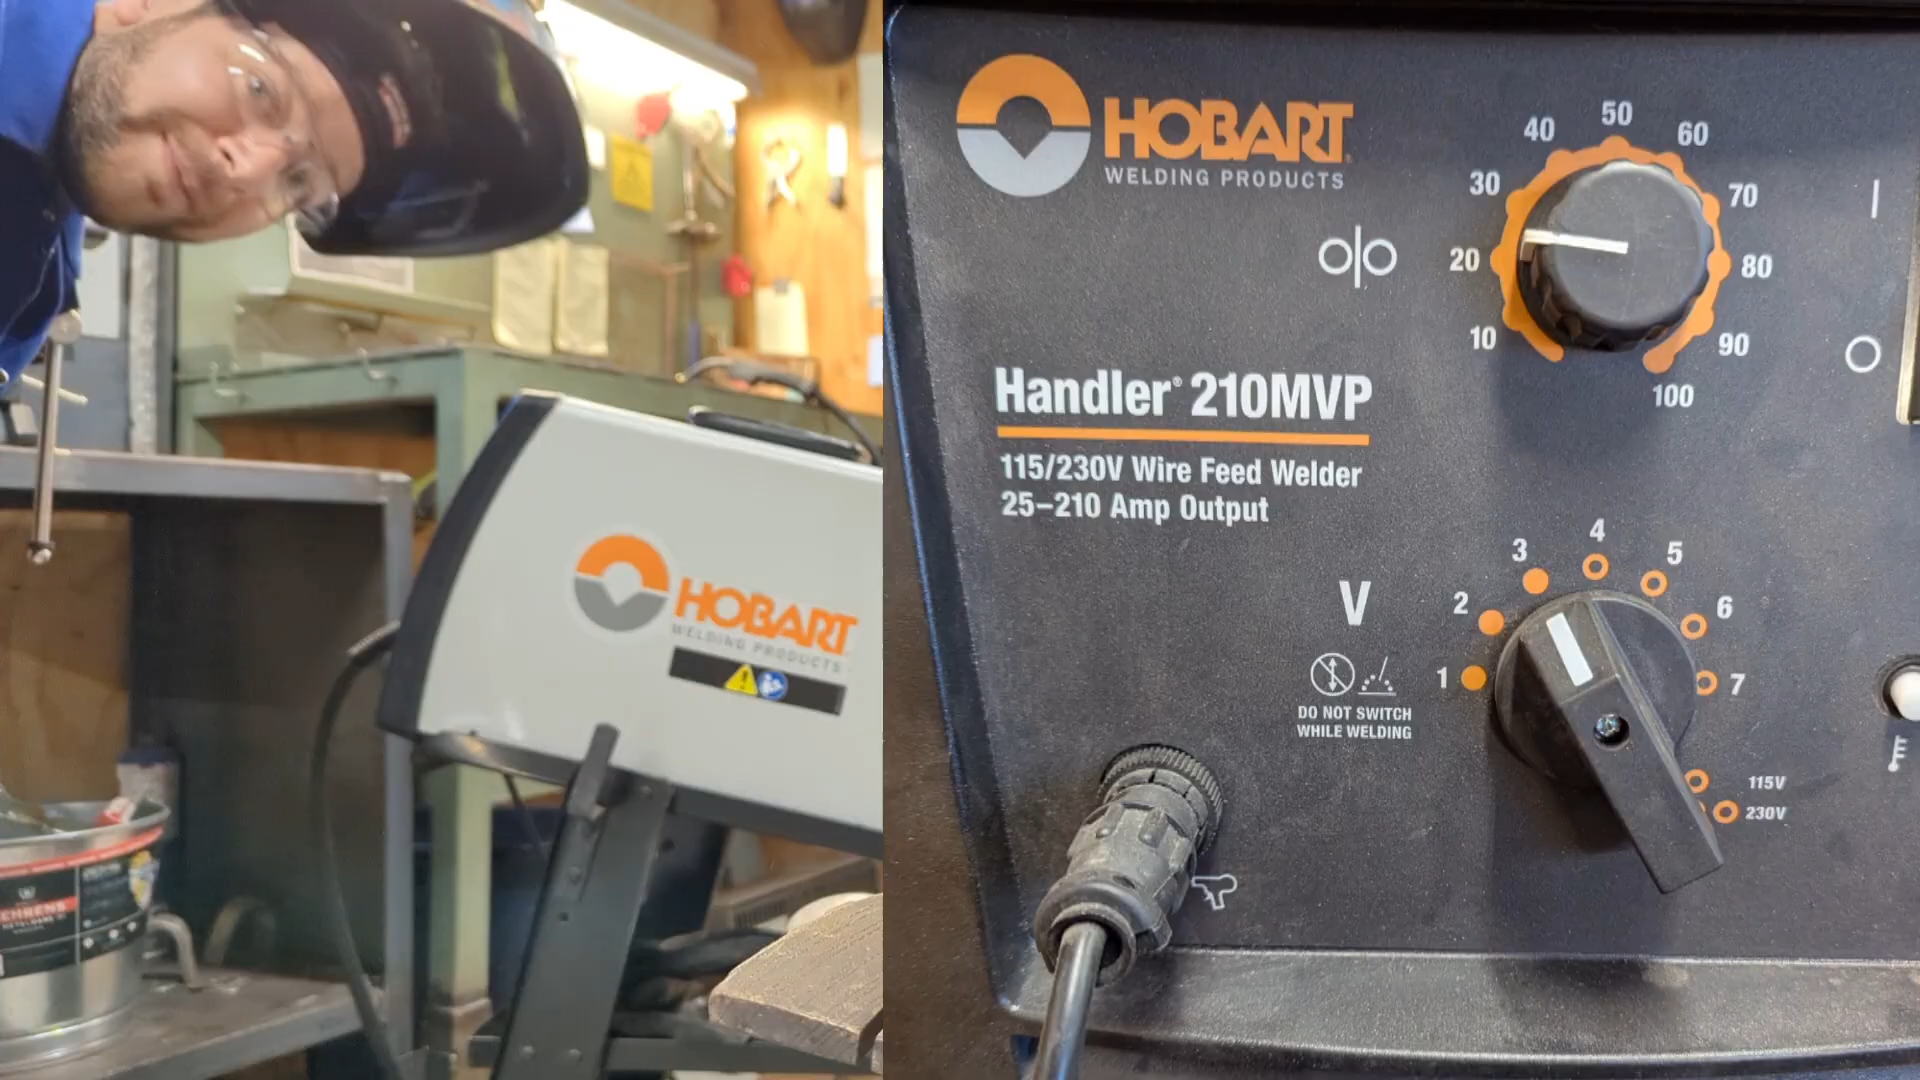 HOBART
WELDING PRODUCTS
EHRENS
HOBART
WELDING PRODUCTS
10
20
30
40
50
60
70
80
90
100
Handler® 210MVP
115/230V Wire Feed Welder
25–210 Amp Output
V
1
2
3
4
5
6
7
DO NOT SWITCH
WHILE WELDING
115V
230V